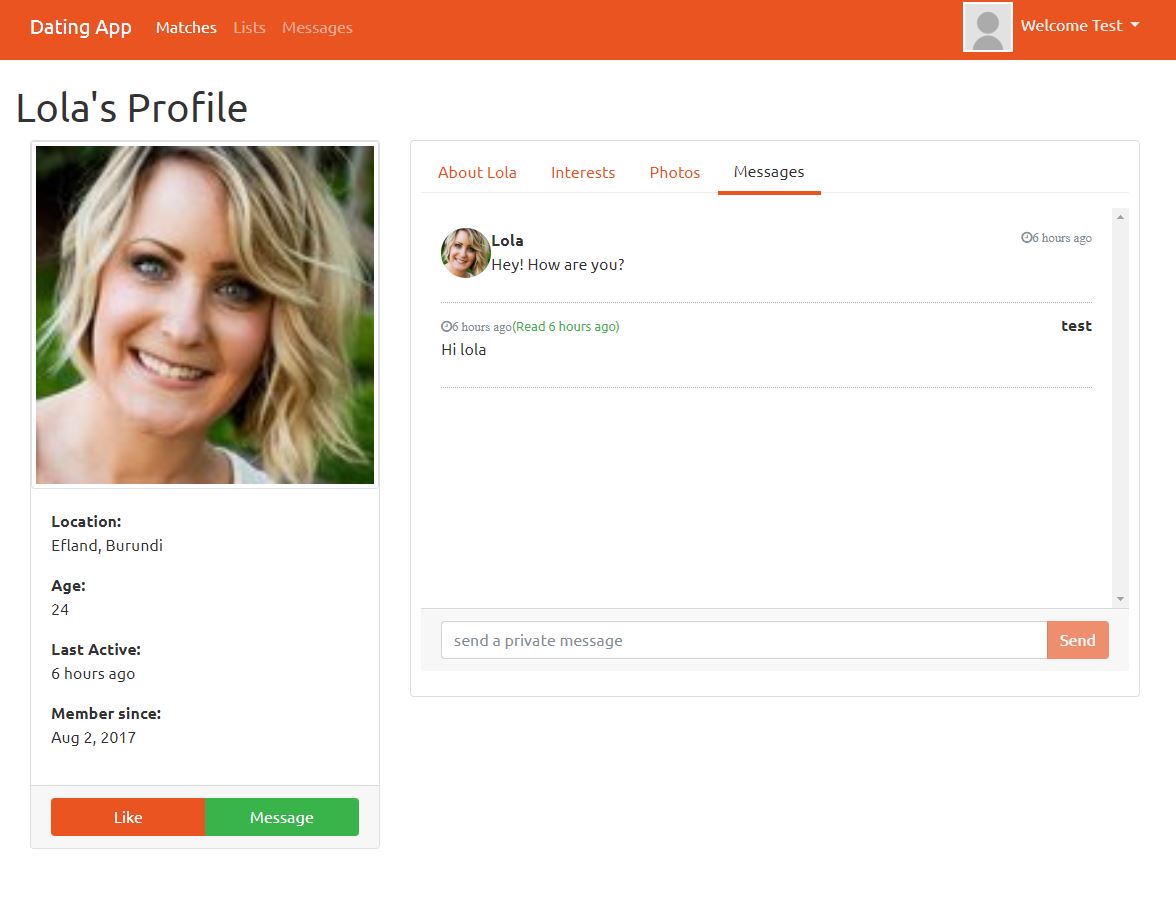 Dating App Matches Lists Messages Welcome Test
Lola's Profile
Location:
Efland, Burundi
Age:
24
Last Active:
6 hours ago
Member since:
Aug 2, 2017
Like Message
About Lola Interests Photos Messages
Lola 6 hours ago
Hey! How are you?
6 hours ago(Read 6 hours ago) test
Hi lola
send a private message Send